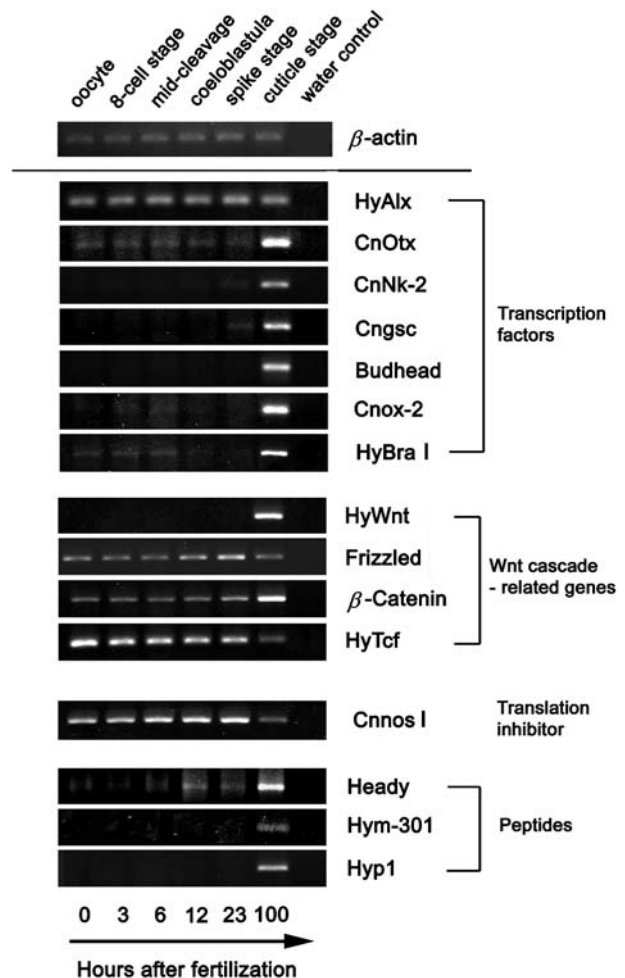 oocyte
8-cell stage
mid-cleavage
coeloblastula
spike stage
cuticle stage
water control
β-actin
HyAlx
CnOtx
CnNk-2
Cngsc
Budhead
Cnox-2
HyBra I
Transcription
factors
HyWnt
Frizzled
β-Catenin
HyTcf
Wnt cascade
- related genes
Cnnos I
Translation
inhibitor
Heady
Hym-301
Hyp1
Peptides
0 3 6 12 23 100
Hours after fertilization